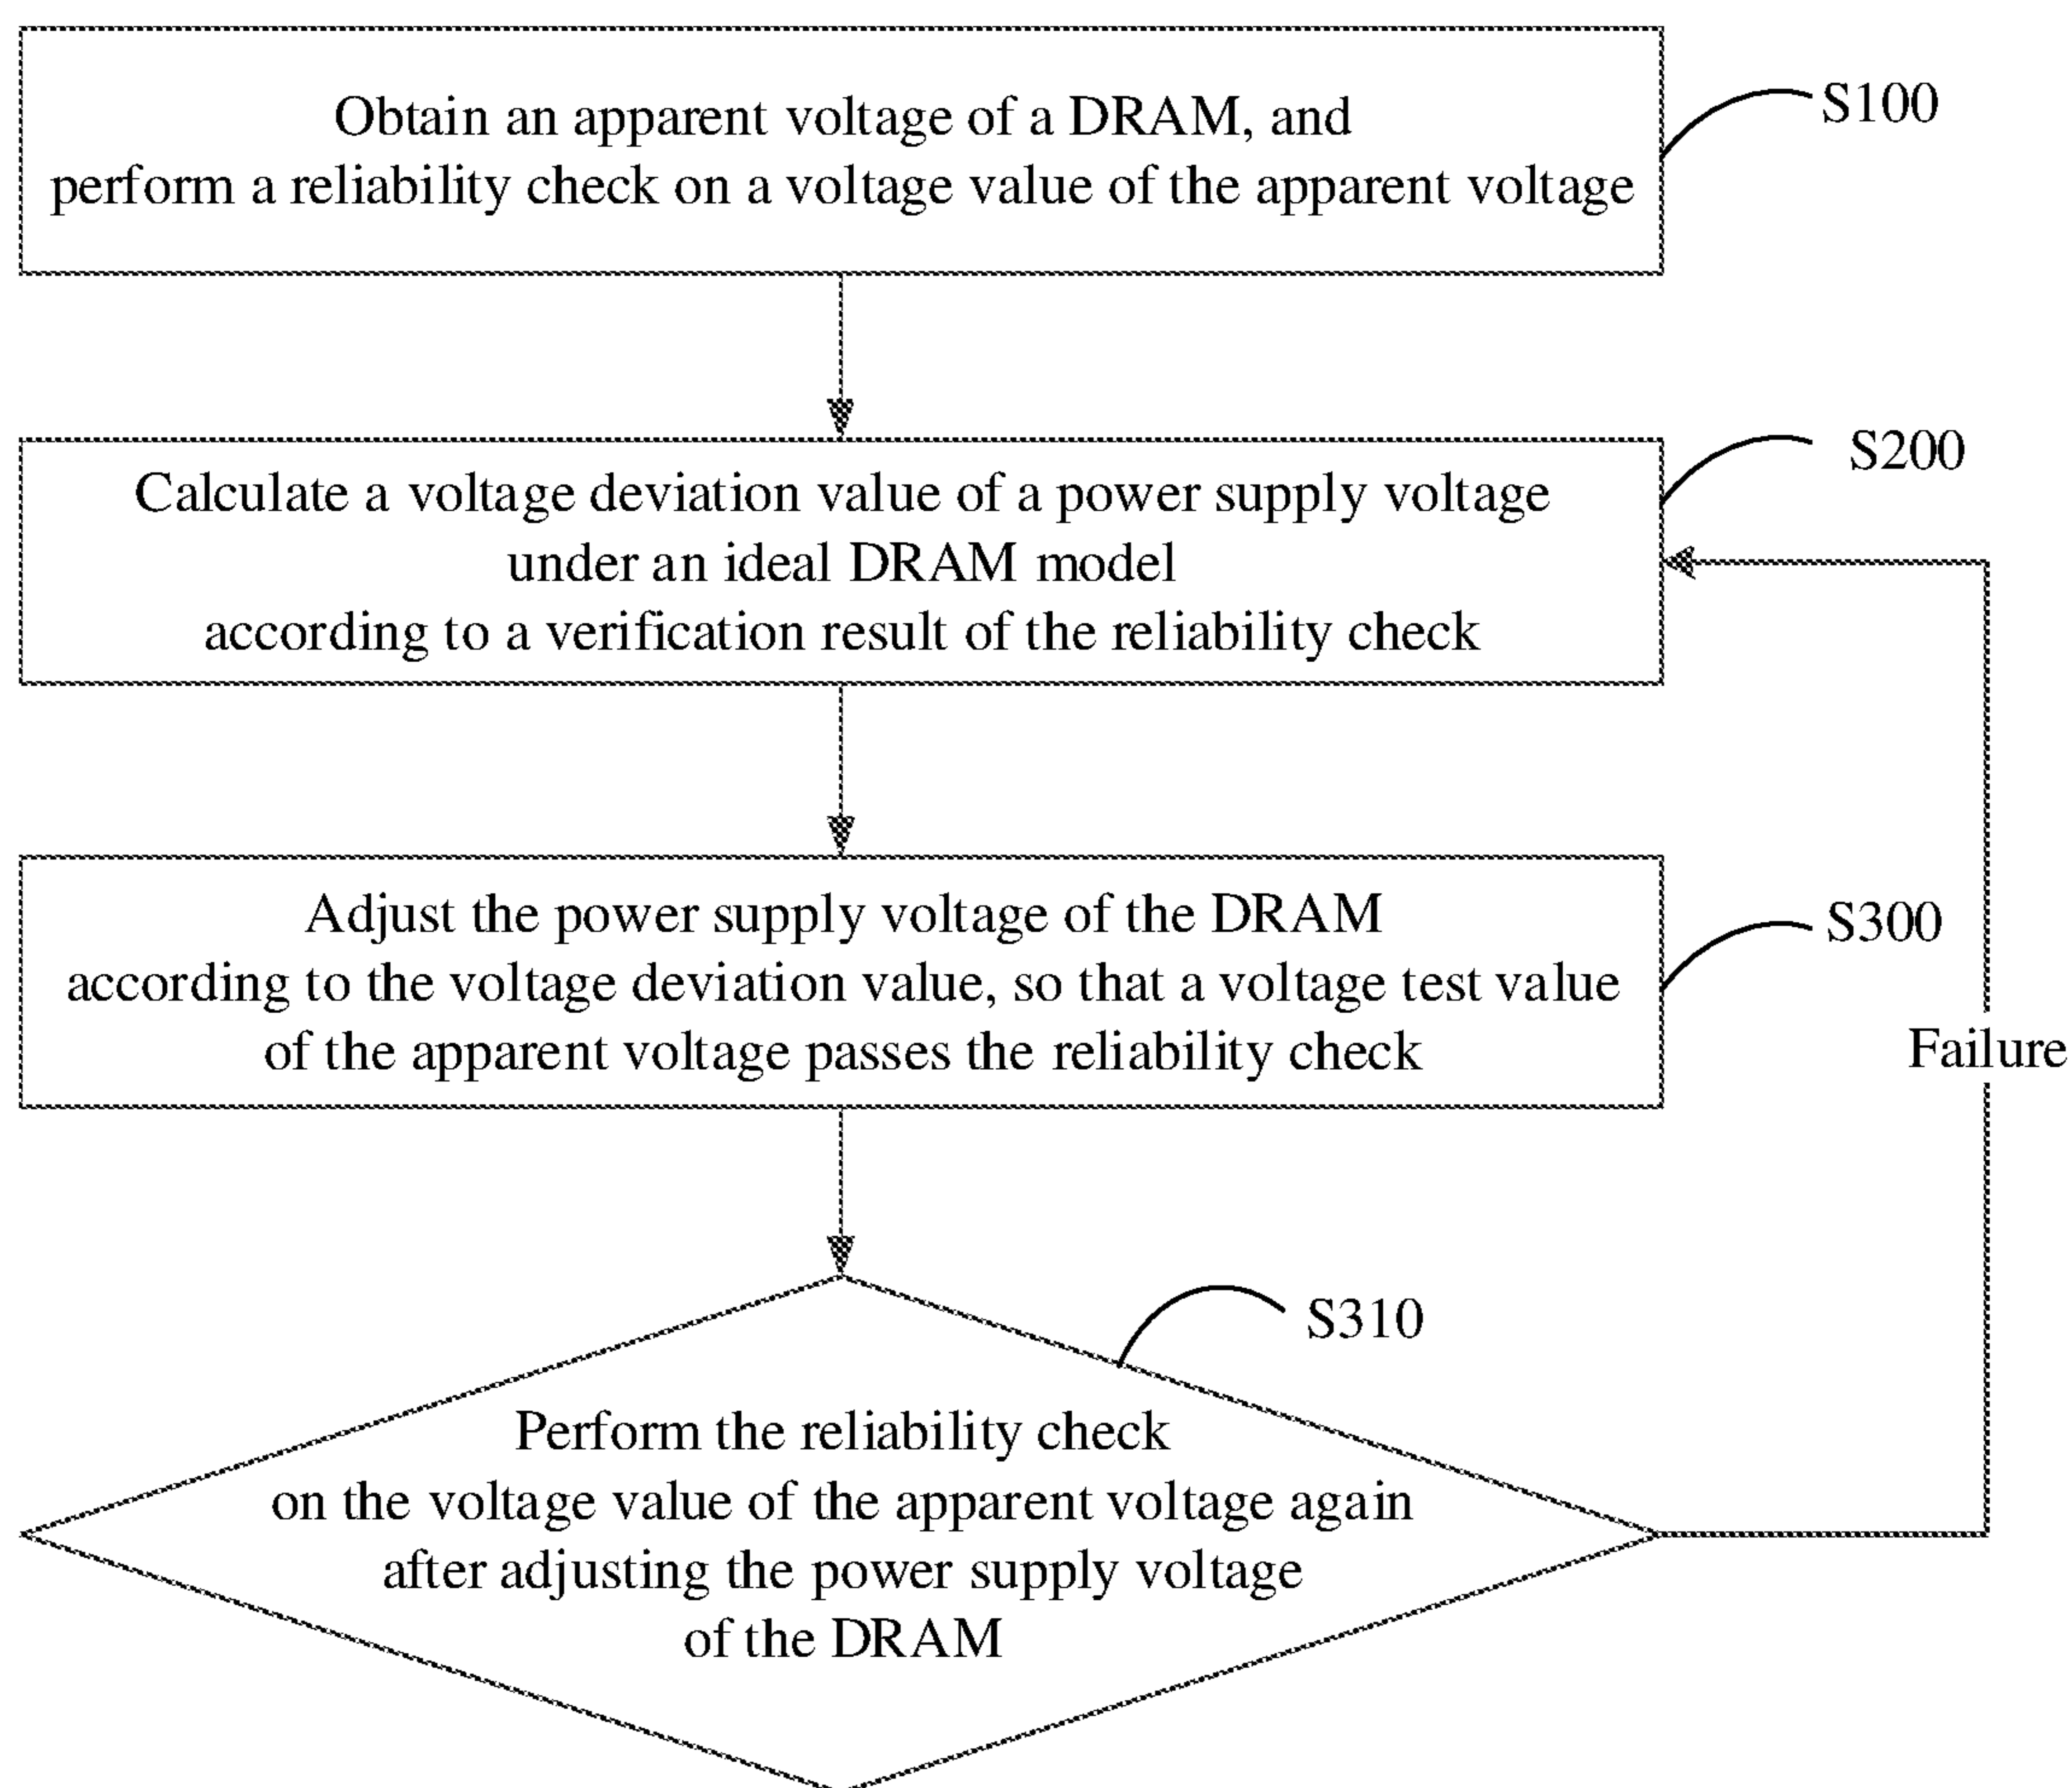 Obtain an apparent voltage of a DRAM, and
perform a reliability check on a voltage value of the apparent voltage
S100
Calculate a voltage deviation value of a power supply voltage
under an ideal DRAM model
according to a verification result of the reliability check
S200
Adjust the power supply voltage of the DRAM
according to the voltage deviation value, so that a voltage test value
of the apparent voltage passes the reliability check
S300
Failure
S310
Perform the reliability check
on the voltage value of the apparent voltage again
after adjusting the power supply voltage
of the DRAM